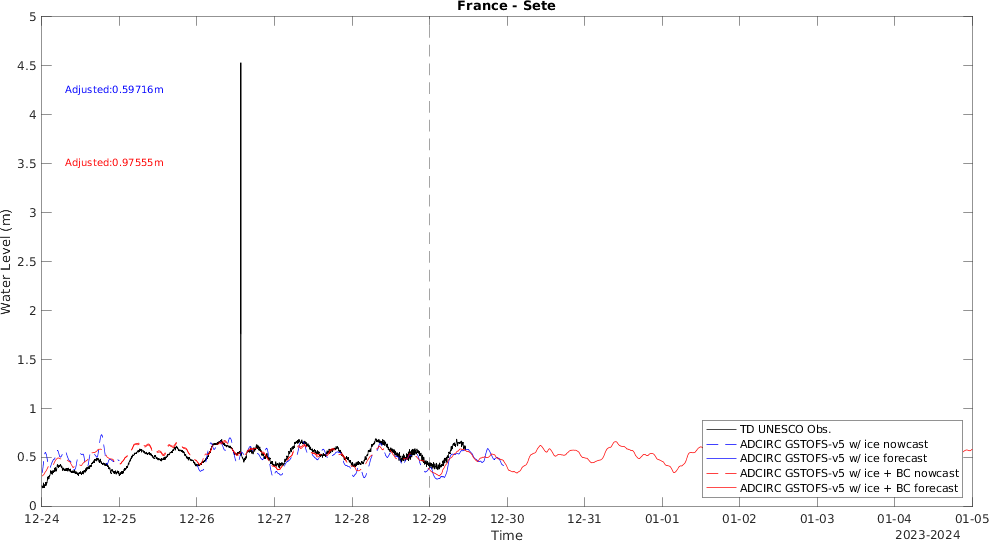 France - Sete
5
4.5
4
3.5
3
2.5
2
1.5
1
0.5
0
Water Level (m)
Adjusted:0.59716m
Adjusted:0.97555m
TD UNESCO Obs.
ADCIRC GSTOFS-v5 w/ ice nowcast
ADCIRC GSTOFS-v5 w/ ice forecast
ADCIRC GSTOFS-v5 w/ ice + BC nowcast
ADCIRC GSTOFS-v5 w/ ice + BC forecast
12-24 12-25 12-26 12-27 12-28 12-29 12-30 12-31 01-01 01-02 01-03 01-04 01-05
Time
2023-2024